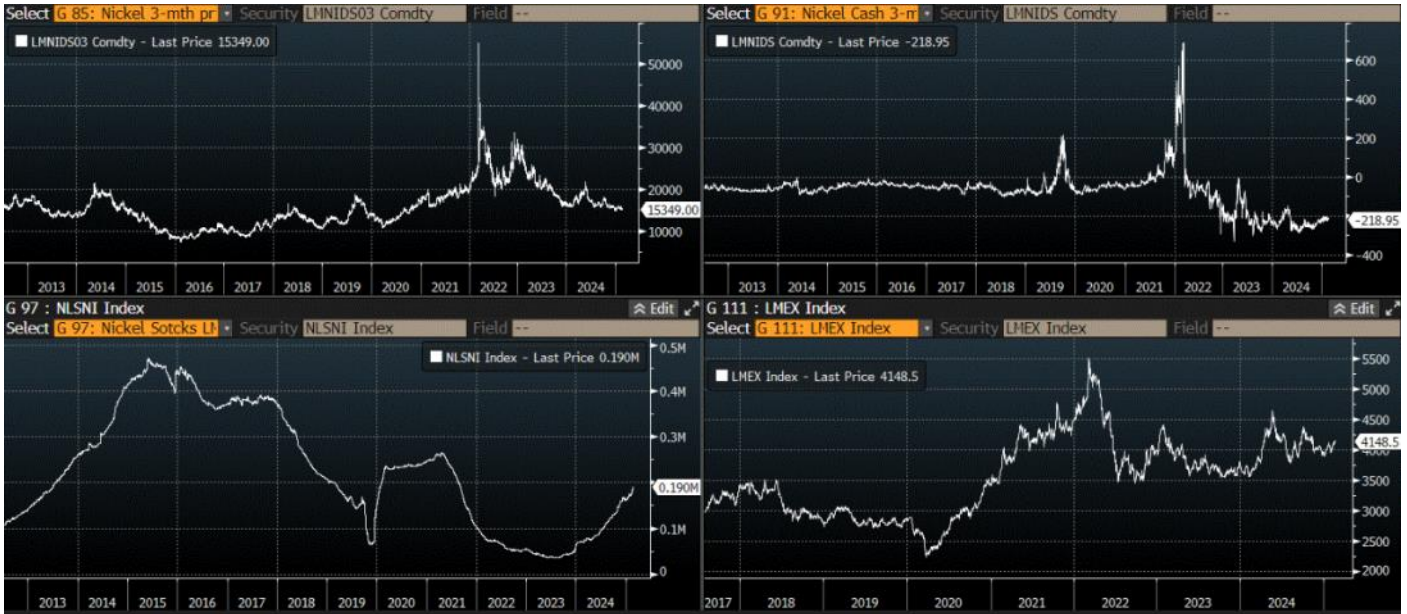 Select G 85: Nickel 3-mth pr Security LMNIDS03 Comdty Field --
LMNIDS03 Comdty - Last Price 15349.00
50000
40000
30000
20000
15349.00
10000
2013 2014 2015 2016 2017 2018 2019 2020 2021 2022 2023 2024
Select G 91: Nickel Cash 3-m Security LMNIDS Comdty Field --
LMNIDS Comdty - Last Price -218.95
600
400
200
0
-218.95
-400
2013 2014 2015 2016 2017 2018 2019 2020 2021 2022 2023 2024
G 97 : NLSNI Index Edit
Select G 97: Nickel Sotcks LM Security NLSNI Index Field --
NLSNI Index - Last Price 0.190M
0.5M
0.4M
0.3M
0.190M
0.1M
0
2013 2014 2015 2016 2017 2018 2019 2020 2021 2022 2023 2024
G 111 : LMEX Index Edit
Select G 111: LMEX Index Security LMEX Index Field --
LMEX Index - Last Price 4148.5
5500
5000
4500
4148.5
4000
3500
3000
2500
2000
2017 2018 2019 2020 2021 2022 2023 2024